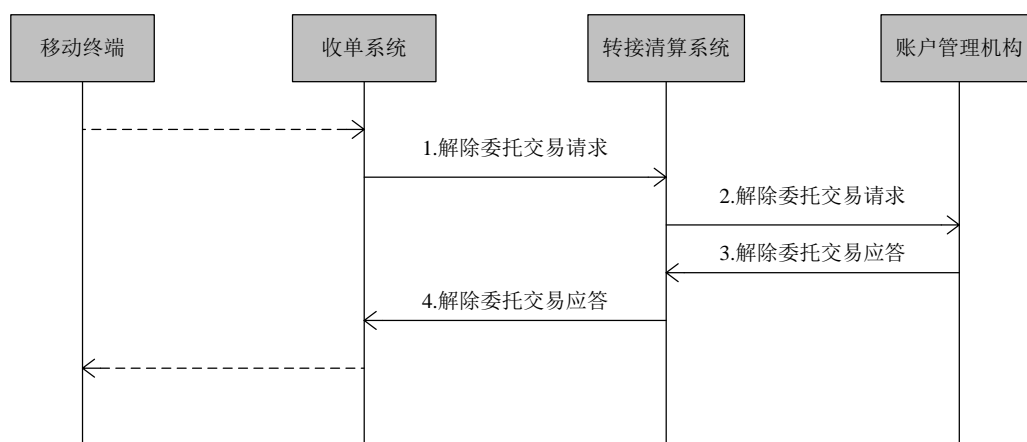 移动终端
收单系统
转接清算系统
账户管理机构
1.解除委托交易请求
2.解除委托交易请求
3.解除委托交易应答
4.解除委托交易应答